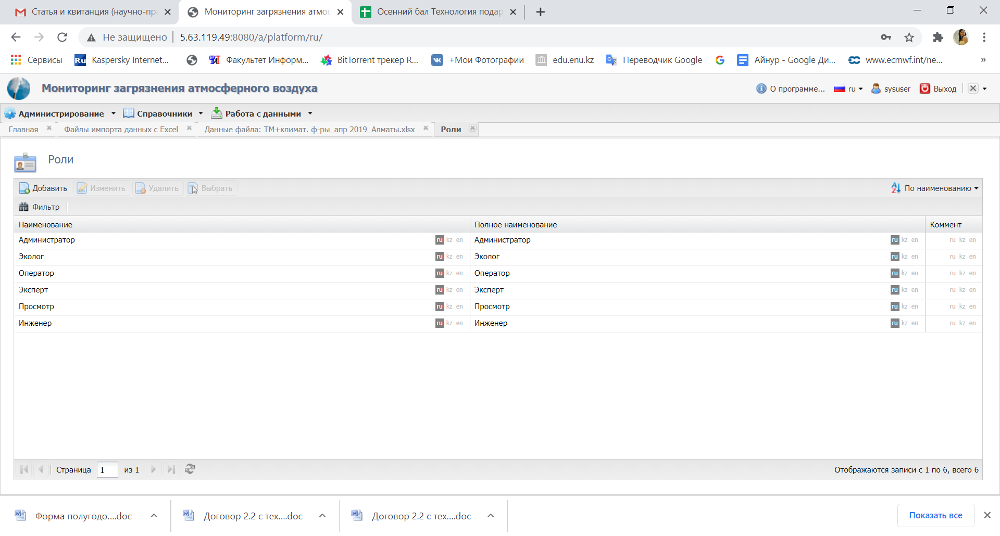 Статья и квитанция (научно-пра
Мониторинг загрязнения атмос
Осенний бал Технология подар
Не защищено
5.63.119.49:8080/a/platform/ru/
Сервисы
Ru Kaspersky Internet...
Факультет Информ...
BitTorrent трекер R...
+Мои Фотографии
edu.enu.kz
Переводчик Google
Айнур - Google Ди...
www.ecmwf.int/ne...
»
Мониторинг загрязнения атмосферного воздуха
О программе...
ru
sysuser
Выход
Администрирование
Справочники
Работа с данными
Главная
Файлы импорта данных с Excel
Данные файла: ТМ+климат. ф-ры_апр 2019_Алматы.xlsx
Роли
Роли
Добавить
Изменить
Удалить
Выбрать
По наименованию
Фильтр
Наименование Полное наименование Коммент
Администратор ru kz en Администратор ru kz en ru kz en
Эколог ru kz en Эколог ru kz en ru kz en
Оператор ru kz en Оператор ru kz en ru kz en
Эксперт ru kz en Эксперт ru kz en ru kz en
Просмотр ru kz en Просмотр ru kz en ru kz en
Инженер ru kz en Инженер ru kz en ru kz en
Страница 1 из 1
Отображаются записи с 1 по 6, всего 6
Форма полугодо....doc
Договор 2.2 с тех....doc
Договор 2.2 с тех....doc
Показать все